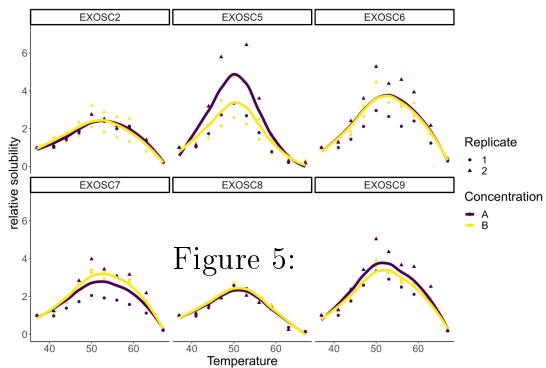 EXOSC2 EXOSC5 EXOSC6
6
4
2
0
relative solubility
EXOSC7 EXOSC8 EXOSC9
6
4
2
0
40 50 60 40 50 60 40 50 60
Temperature
Figure 5:
Replicate
1
2
Concentration
A
B